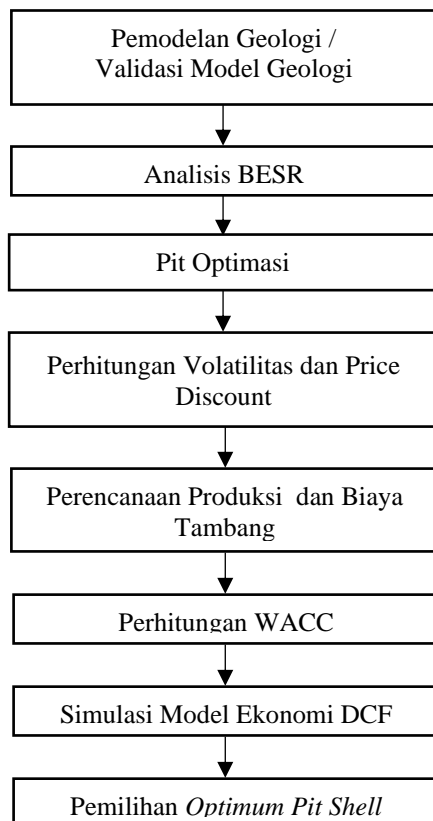 Pemodelan Geologi /
Validasi Model Geologi
Analisis BESR
Pit Optimasi
Perhitungan Volatilitas dan Price
Discount
Perencanaan Produksi dan Biaya
Tambang
Perhitungan WACC
Simulasi Model Ekonomi DCF
Pemilihan Optimum Pit Shell